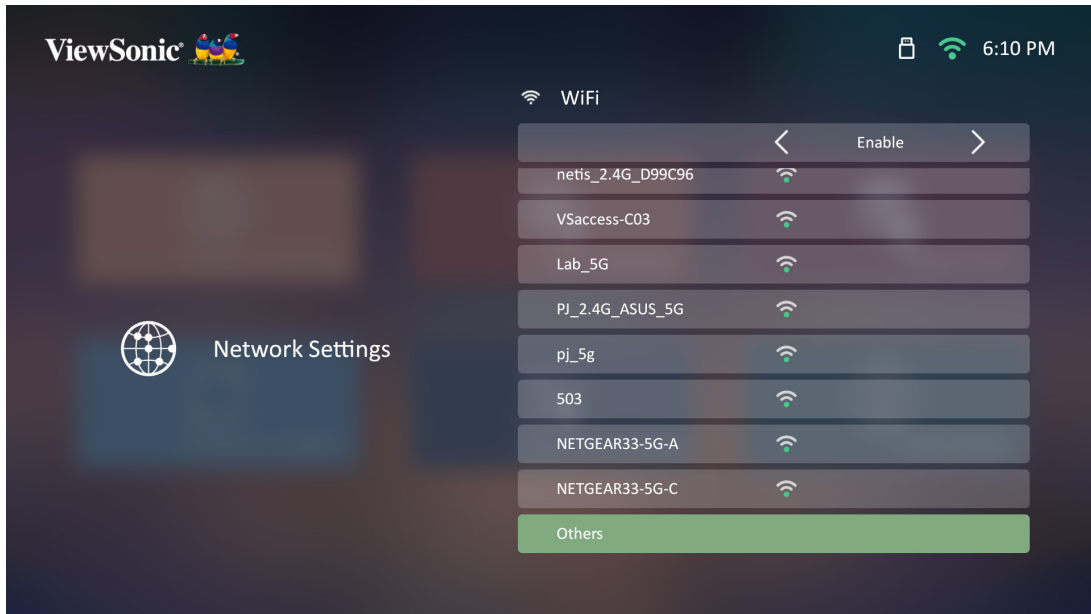 ViewSonic®
6:10 PM
WiFi
Enable
netis_2.4G_D99C96
VSaccess-C03
Lab_5G
PJ_2.4G_ASUS_5G
Network Settings
pj_5g
503
NETGEAR33-5G-A
NETGEAR33-5G-C
Others